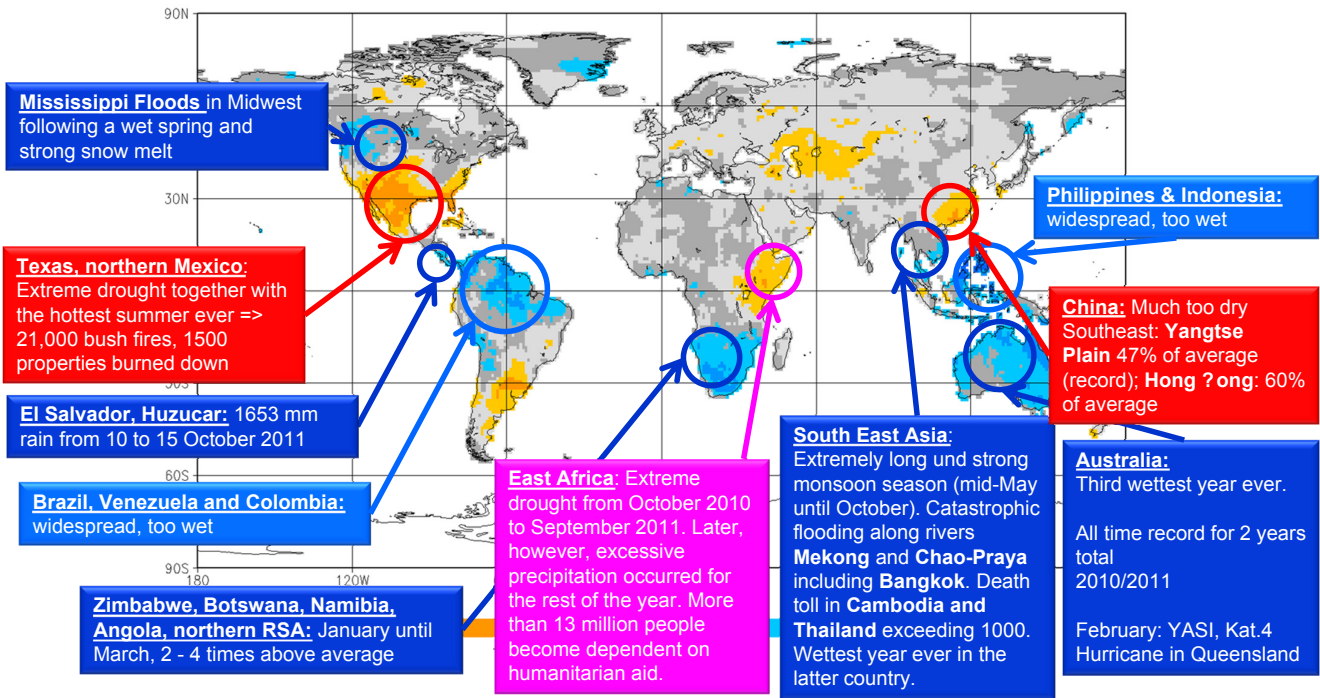 90N
Mississippi Floods in Midwest
following a wet spring and
strong snow melt
30N
Philippines & Indonesia:
widespread, too wet
Texas, northern Mexico:
Extreme drought together with
the hottest summer ever =>
21,000 bush fires, 1500
properties burned down
China: Much too dry
Southeast: Yangtse
Plain 47% of average
(record); Hong ?ong: 60%
of average
El Salvador, Huzucar: 1653 mm
rain from 10 to 15 October 2011
60S
Brazil, Venezuela and Colombia:
widespread, too wet
East Africa: Extreme
drought from October 2010
to September 2011. Later,
however, excessive
precipitation occurred for
the rest of the year. More
than 13 million people
become dependent on
humanitarian aid.
South East Asia:
Extremely long und strong
monsoon season (mid-May
until October). Catastrophic
flooding along rivers
Mekong and Chao-Praya
including Bangkok. Death
toll in Cambodia and
Thailand exceeding 1000.
Wettest year ever in the
latter country.
Australia:
Third wettest year ever.
All time record for 2 years
total
2010/2011
February: YASI, Kat.4
Hurricane in Queensland
90S
180
120W
Zimbabwe, Botswana, Namibia,
Angola, northern RSA: January until
March, 2 - 4 times above average